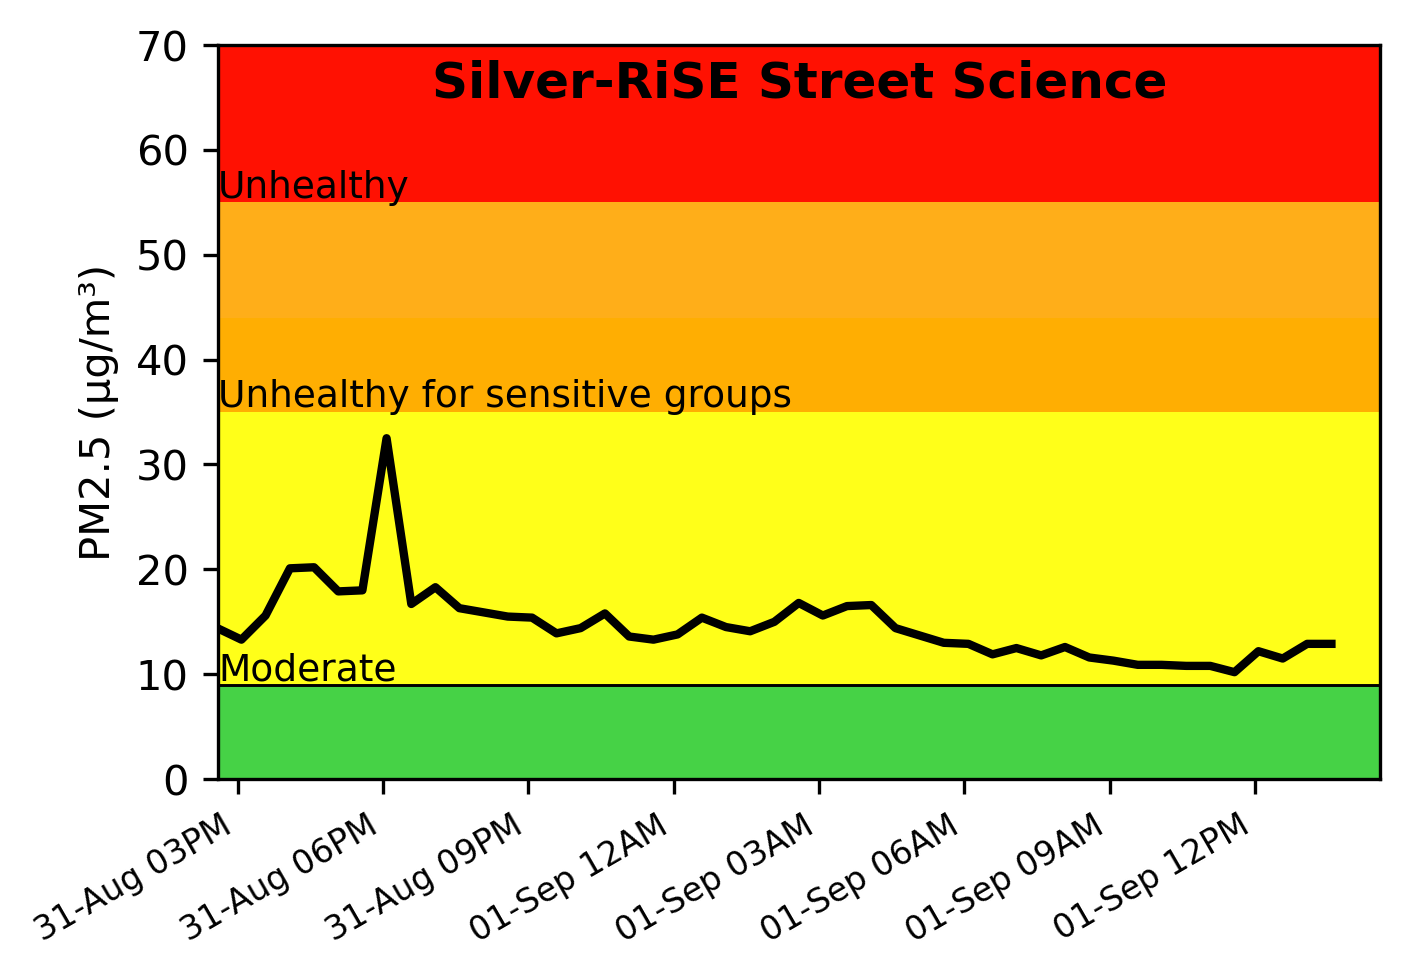 Silver-RiSE Street Science
70
60
Unhealthy
50
40
Unhealthy for sensitive groups
30
20
Moderate
10
0
PM2.5 (µg/m³)
31-Aug 03PM
31-Aug 06PM
31-Aug 09PM
01-Sep 12AM
01-Sep 03AM
01-Sep 06AM
01-Sep 09AM
01-Sep 12PM